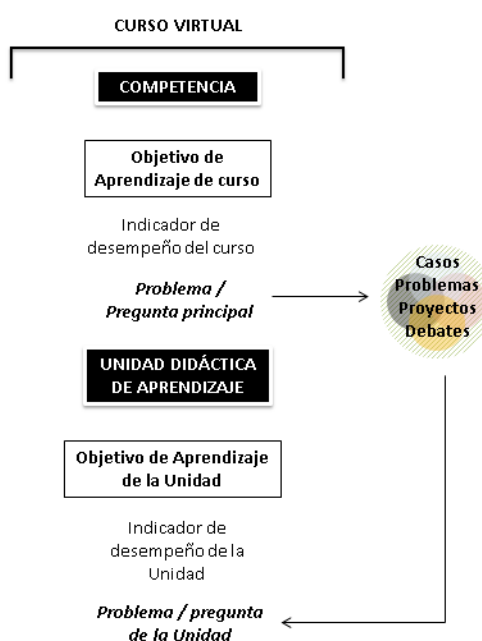 CURSO VIRTUAL
COMPETENCIA
Objetivo de
Aprendizaje de curso
Indicador de
desempeño del curso
Problema /
Pregunta principal
Casos
Problemas
Proyectos
Debates
UNIDAD DIDÁCTICA
DE APRENDIZAJE
Objetivo de Aprendizaje
de la Unidad
Indicador de
desempeño de la
Unidad
Problema / pregunta
de la Unidad